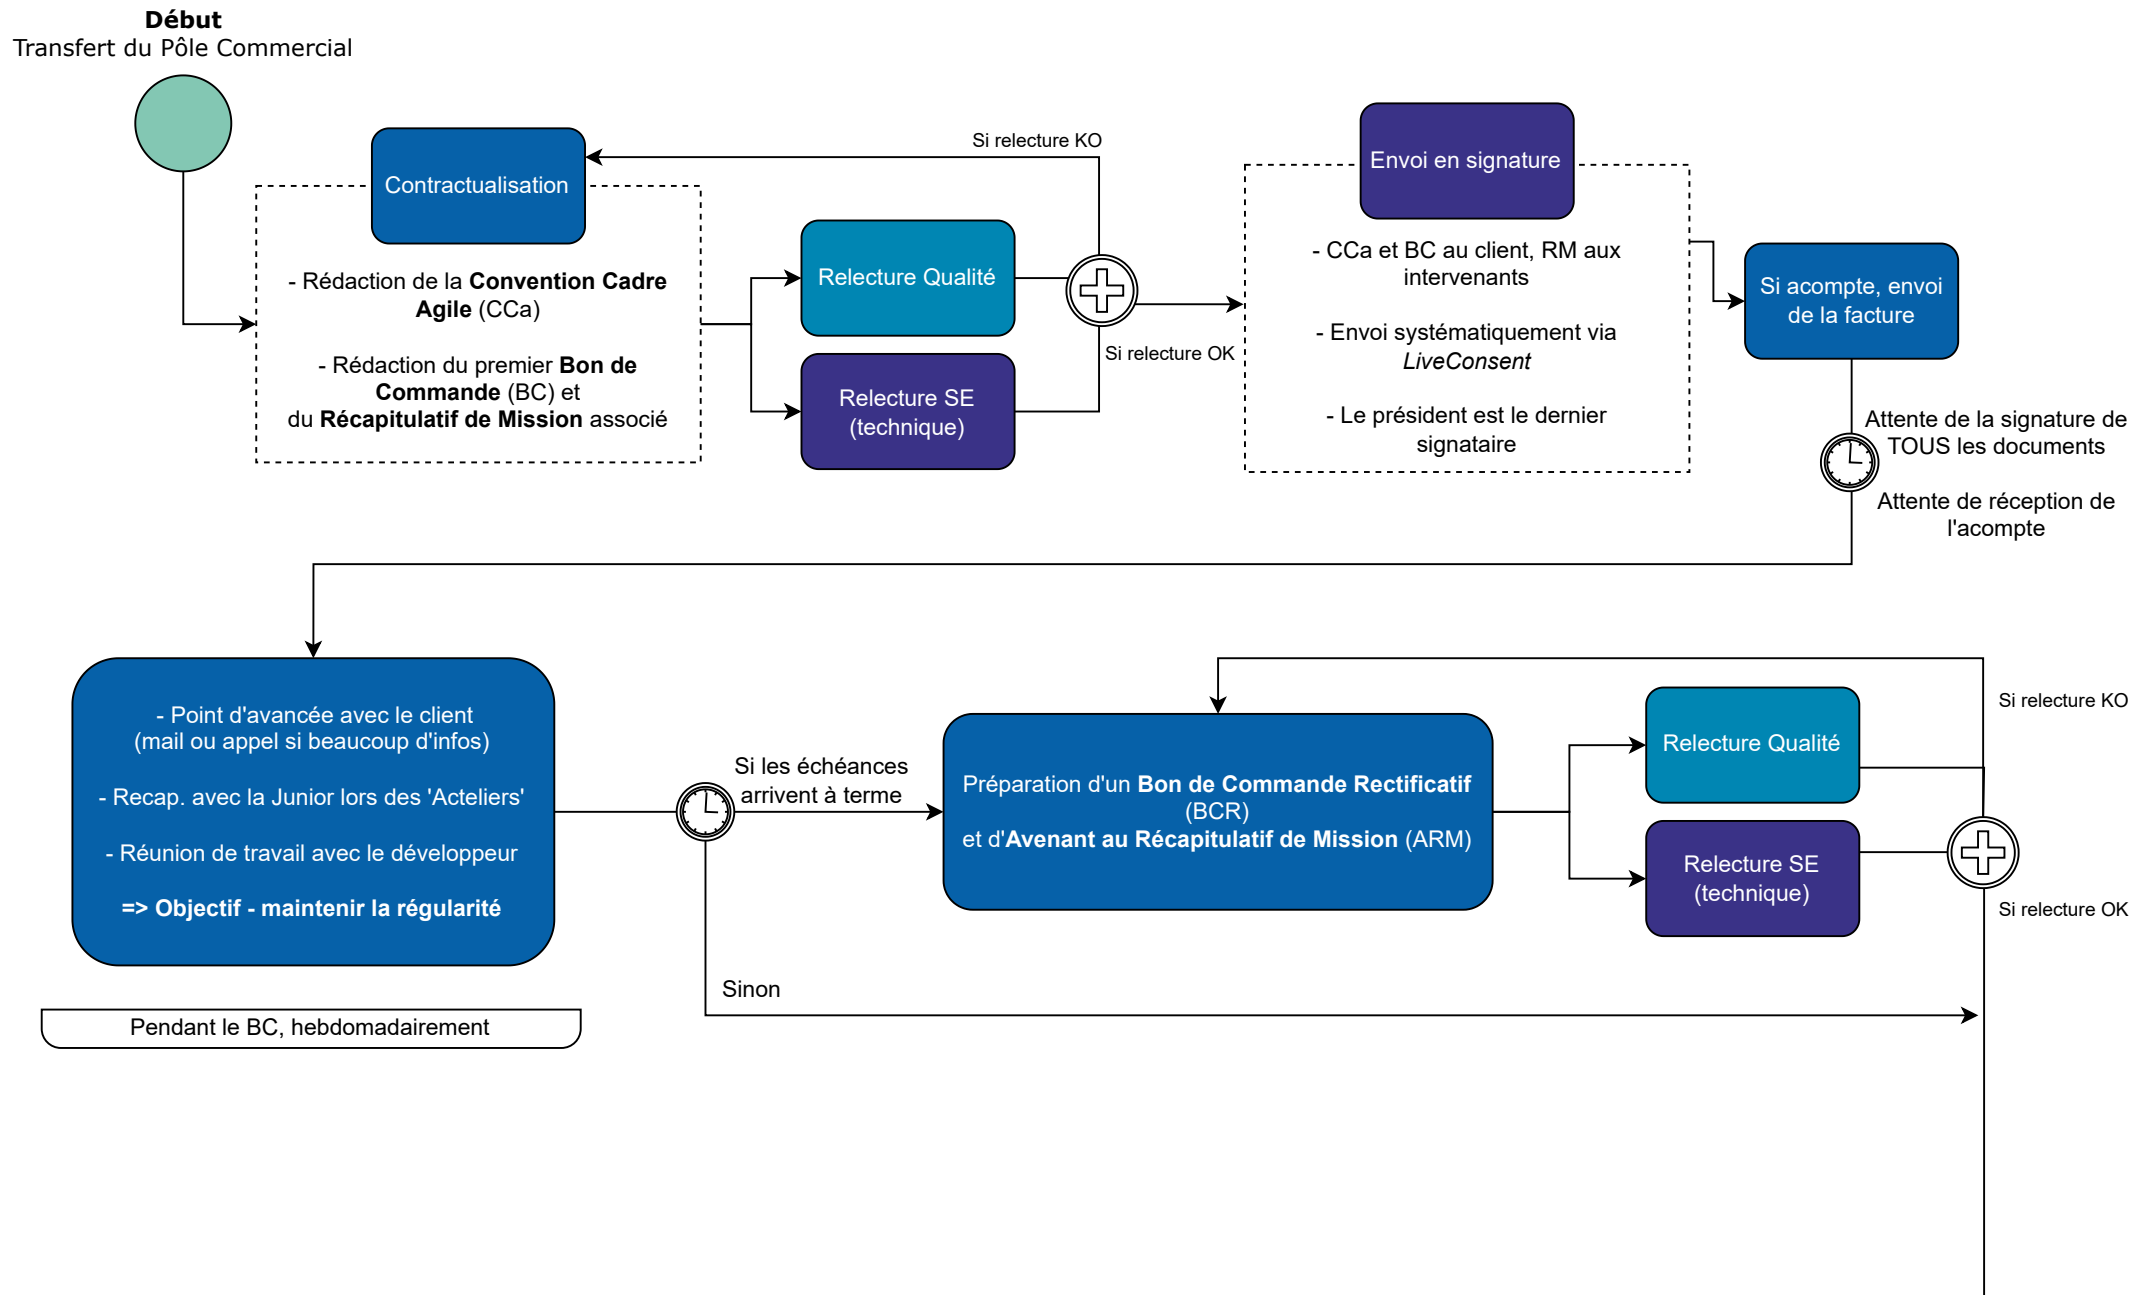 Début
Transfert du Pôle Commercial
Contractualisation
- Rédaction de la Convention Cadre
Agile (CCa)
- Rédaction du premier Bon de
Commande (BC) et
du Récapitulatif de Mission associé
Si relecture KO
Relecture Qualité
Relecture SE
(technique)
Si relecture OK
Envoi en signature
- CCa et BC au client, RM aux
intervenants
- Envoi systématiquement via
LiveConsent
- Le président est le dernier
signataire
Si acompte, envoi
de la facture
Attente de la signature de
TOUS les documents
Attente de réception de
l'acompte
- Point d'avancée avec le client
(mail ou appel si beaucoup d'infos)
- Recap. avec la Junior lors des 'Acteliers'
- Réunion de travail avec le développeur
=> Objectif - maintenir la régularité
Pendant le BC, hebdomadairement
Si les échéances
arrivent à terme
Sinon
Préparation d'un Bon de Commande Rectificatif
(BCR)
et d'Avenant au Récapitulatif de Mission (ARM)
Relecture Qualité
Relecture SE
(technique)
Si relecture KO
Si relecture OK